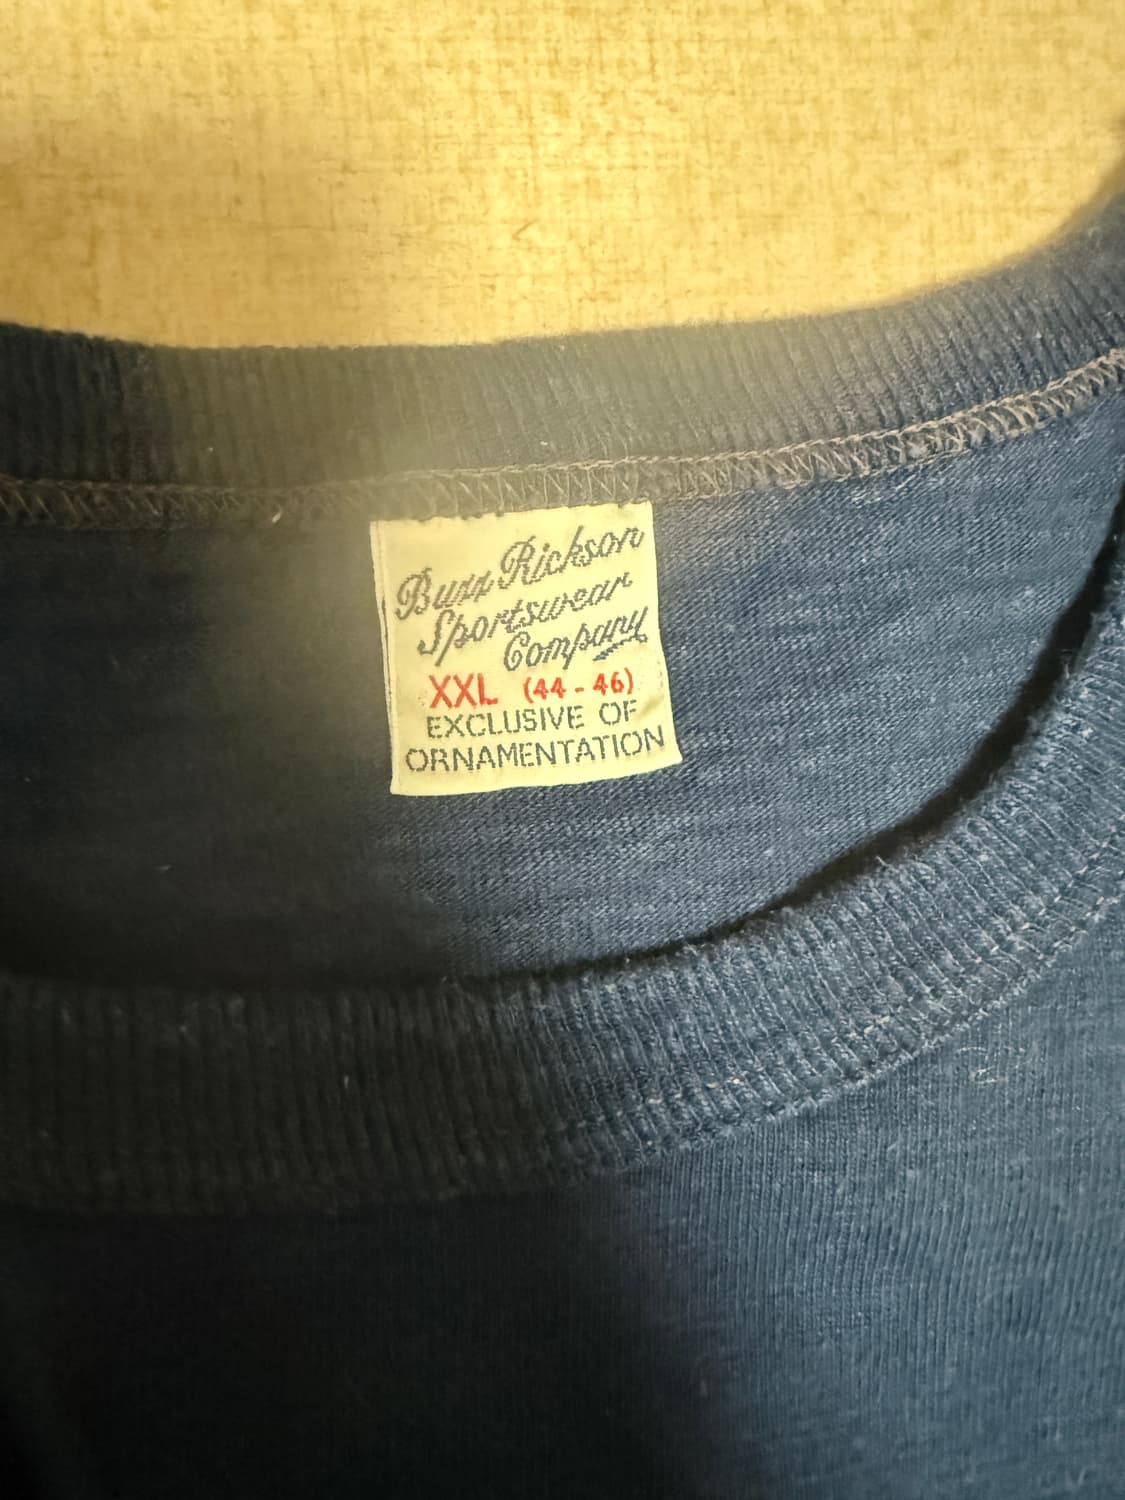 Buzz Rickson
Sportswear
Company
XXL (44 - 46)
EXCLUSIVE OF
ORNAMENTATION